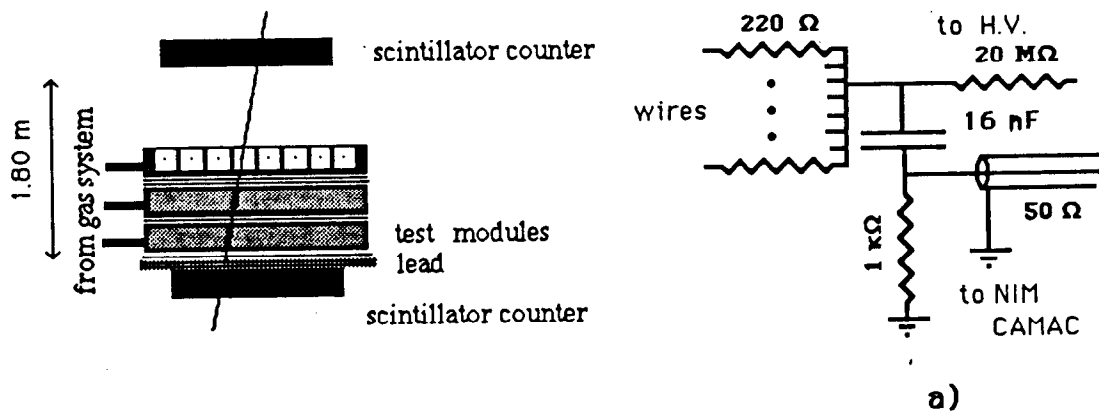 scintillator counter
1.80 m
from gas system
test modules
lead
scintillator counter
220 Ω
to H.V.
20 MΩ
wires
16 nF
50 Ω
1 KΩ
to NIM
CAMAC
a)